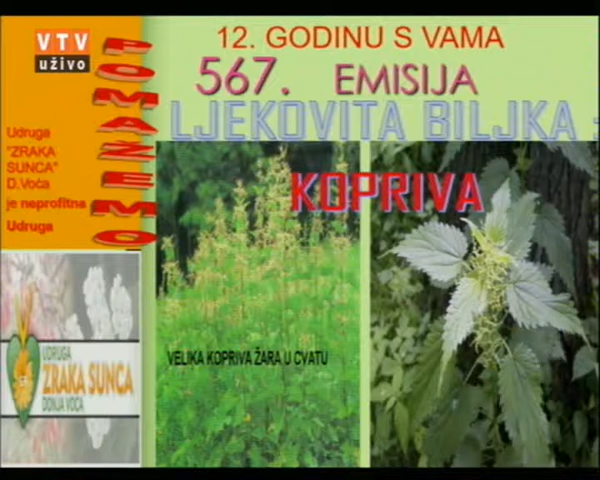 VTV
uživo
POMAŽEMO
12. GODINU S VAMA
567. EMISIJA
LJEKOVITA BILJKA :
KOPRIVA
Udruga
"ZRAKA
SUNCA"
D.Voća
je neprofitna
Udruga
VELIKA KOPRIVA ŽARA U CVATU
UDRUGA
ZRAKA SUNCA
DONJA VOĆA